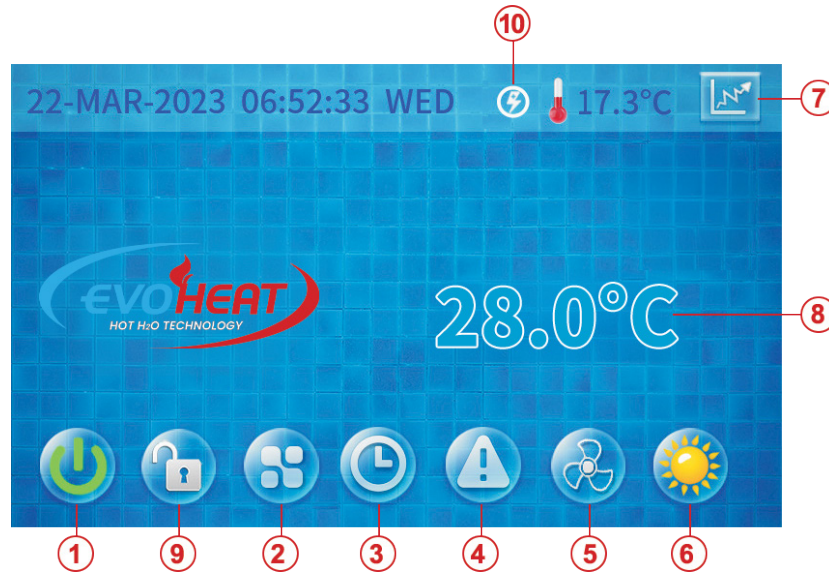 10
22-MAR-2023 06:52:33 WED 17.3°C
7
EVOHEAT
HOT H2O TECHNOLOGY
28.0°C
8
1 9 2 3 4 5 6